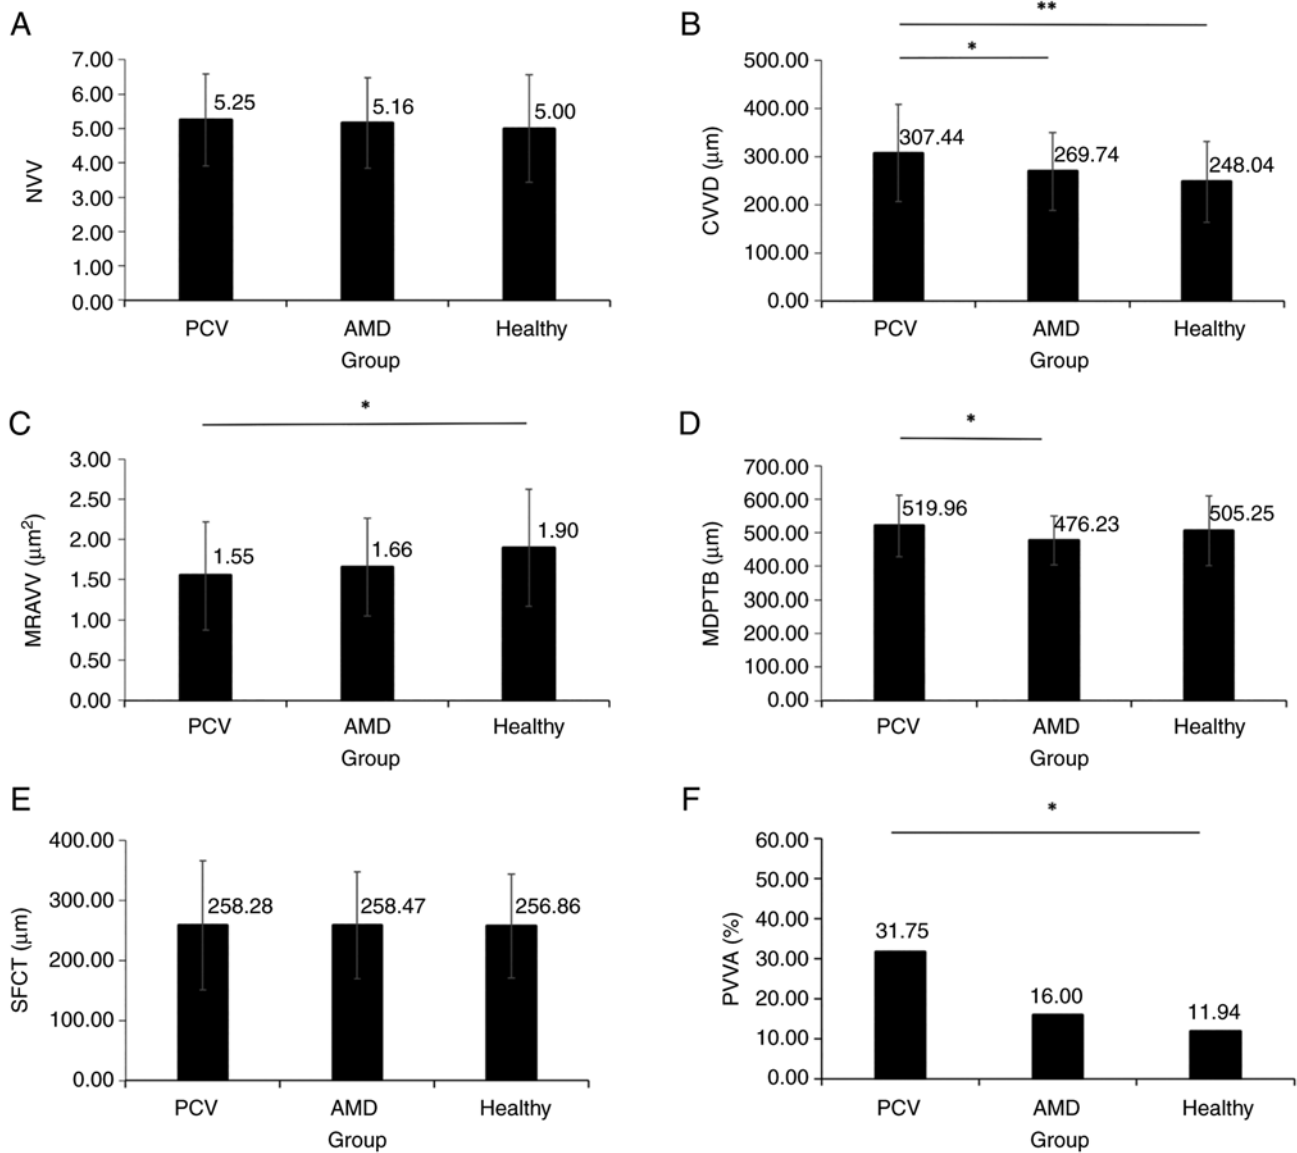 A
7.00
6.00
5.00
4.00
3.00
2.00
1.00
0.00
NVV
5.25
5.16
5.00
PCV AMD Healthy
Group
B
**
*
500.00
400.00
300.00
200.00
100.00
0.00
CVVD (μm)
307.44
269.74
248.04
PCV AMD Healthy
Group
C
*
3.00
2.50
2.00
1.50
1.00
0.50
0.00
MRAVV (μm²)
1.55
1.66
1.90
PCV AMD Healthy
Group
D
*
700.00
600.00
500.00
400.00
300.00
200.00
100.00
0.00
MDPTB (μm)
519.96
476.23
505.25
PCV AMD Healthy
Group
E
400.00
300.00
200.00
100.00
0.00
SFCT (μm)
258.28
258.47
256.86
PCV AMD Healthy
Group
F
*
60.00
50.00
40.00
30.00
20.00
10.00
0.00
PVVA (%)
31.75
16.00
11.94
PCV AMD Healthy
Group